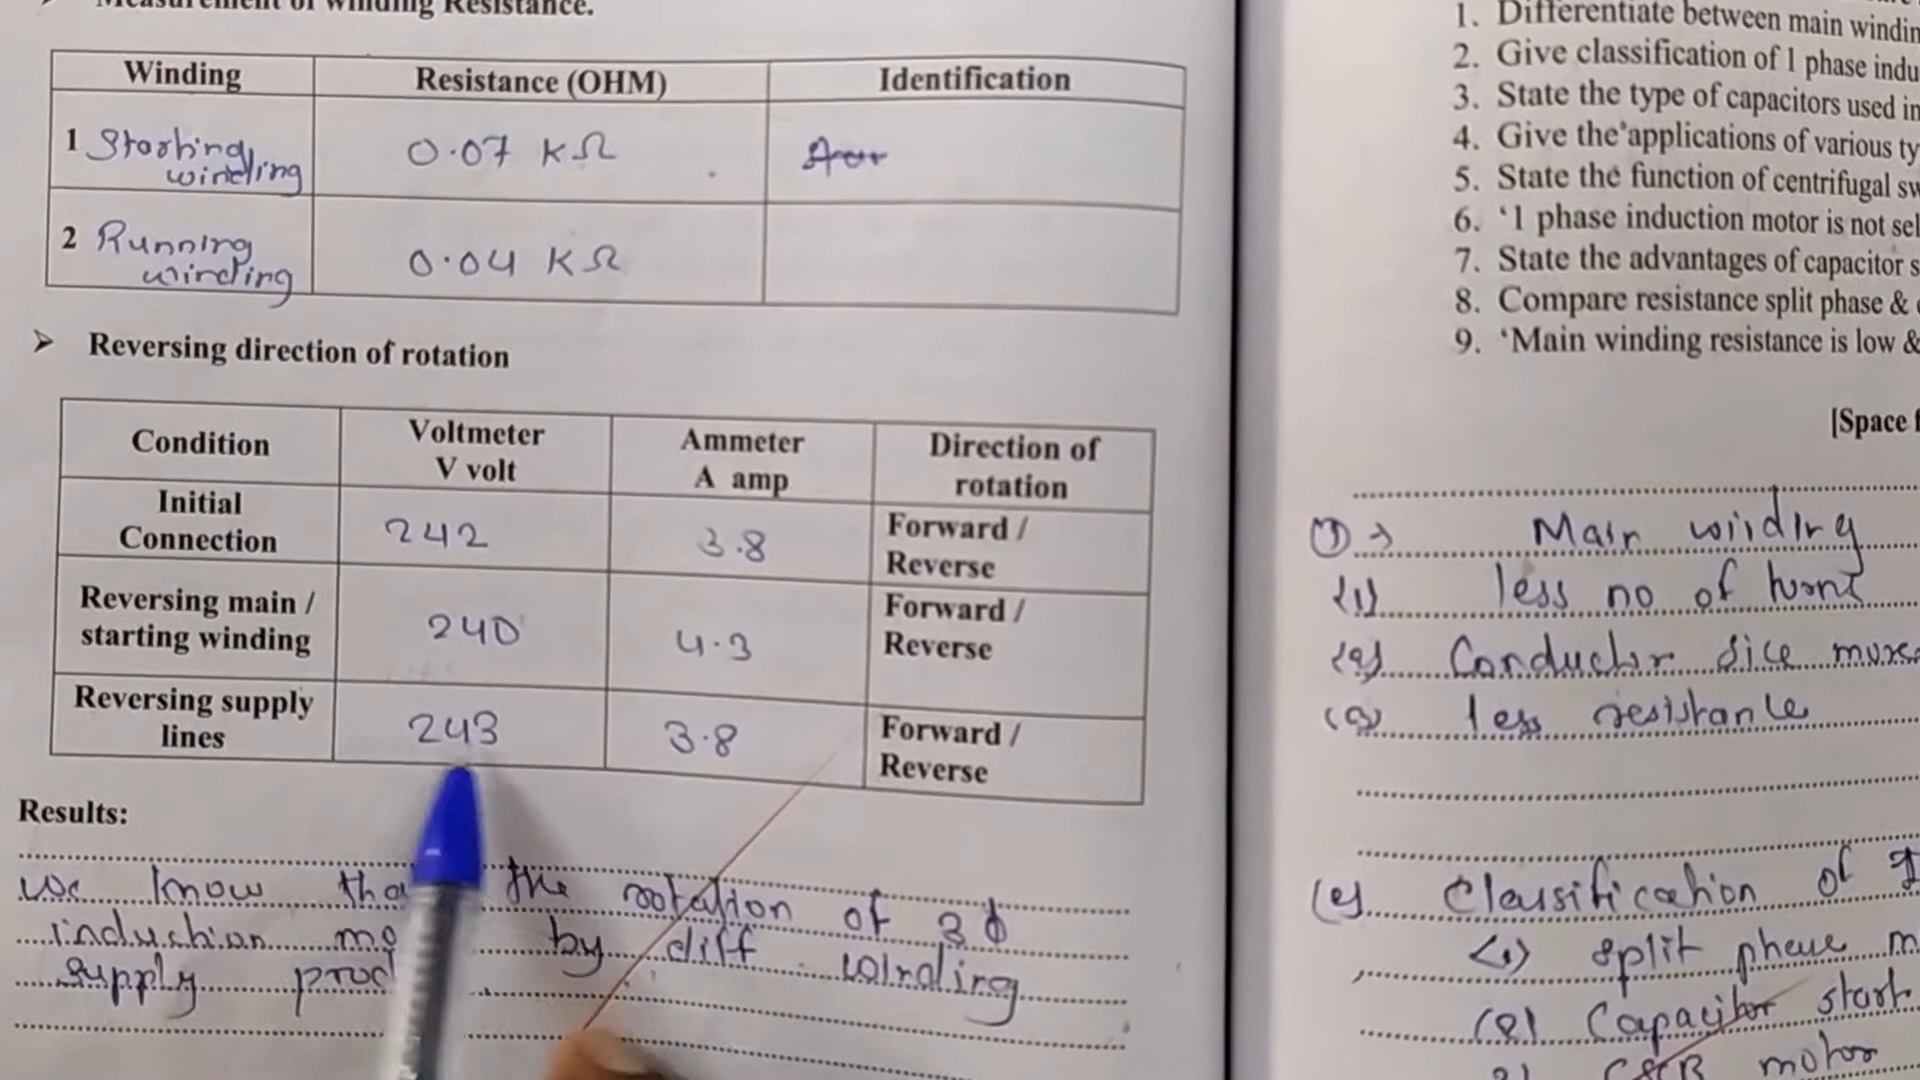 Measurement of winding Resistance.
Winding Resistance (OHM) Identification
1 Starting winding 0.07 KΩ
2 Running winding 0.04 KΩ
➤ Reversing direction of rotation
Condition Voltmeter V volt Ammeter A amp Direction of rotation
Initial Connection 242 3.8 Forward / Reverse
Reversing main / starting winding 240 4.3 Forward / Reverse
Reversing supply lines 243 3.8 Forward / Reverse
Results:
we know tha the rotation of 3ϕ
induction mo by diff winding
supply prod
1. Differentiate between main windin
2. Give classification of 1 phase indu
3. State the type of capacitors used in
4. Give the applications of various ty
5. State the function of centrifugal sw
6. ‘1 phase induction motor is not sel
7. State the advantages of capacitor s
8. Compare resistance split phase &
9. ‘Main winding resistance is low &
[Space f
① → Main winding
(1) less no of turns
(2) Conductor size more
(3) less resistance
(2) Classification of
(1) split phase m
(2) Capacitor start
motor